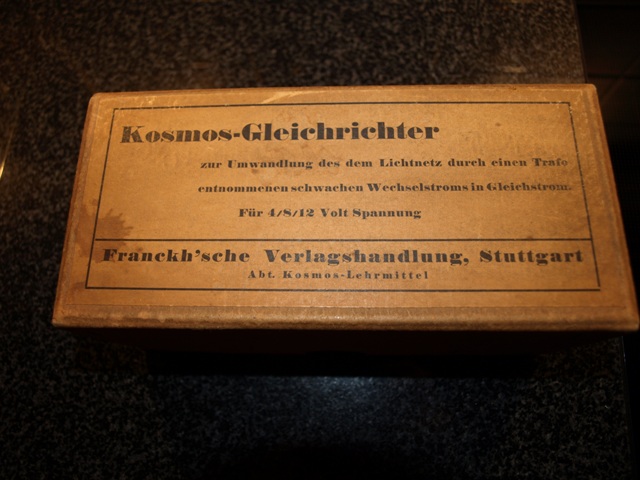 Kosmos-Gleichrichter
zur Umwandlung des dem Lichtnetz durch einen Trafo
entnommenen schwachen Wechselstroms in Gleichstrom.
Für 4/8/12 Volt Spannung
Franckh'sche Verlagshandlung, Stuttgart
Abt. Kosmos-Lehrmittel